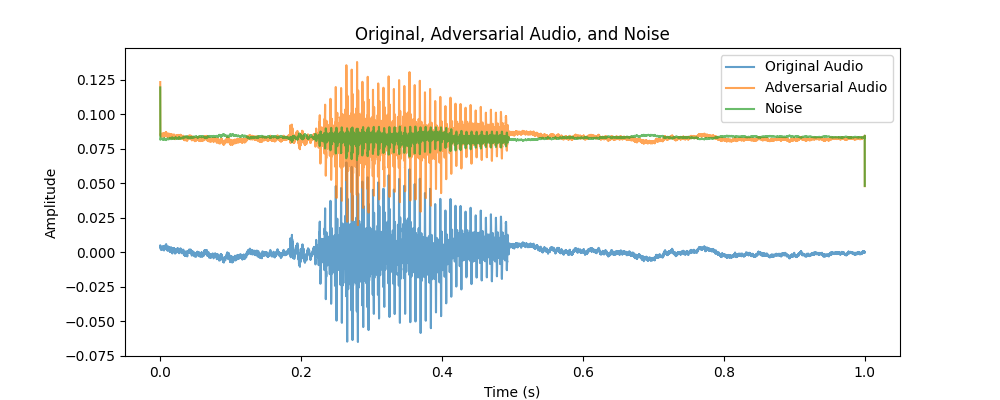 Original, Adversarial Audio, and Noise
Original Audio
Adversarial Audio
Noise
0.125
0.100
0.075
0.050
0.025
0.000
−0.025
−0.050
−0.075
Amplitude
0.0 0.2 0.4 0.6 0.8 1.0
Time (s)